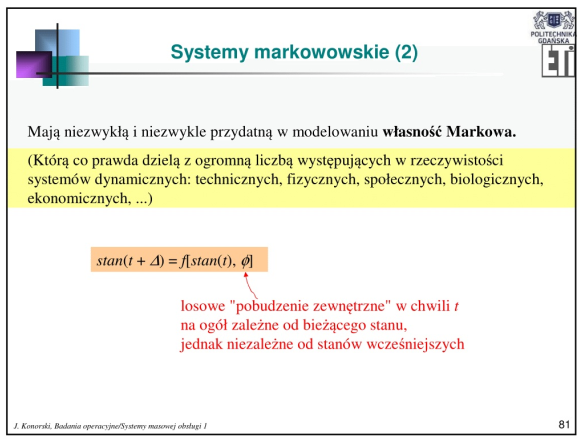 POLITECHNIKA
GDAŃSKA
ETI
Systemy markowowskie (2)
Mają niezwykłą i niezwykle przydatną w modelowaniu własność Markowa.
(Którą co prawda dzielą z ogromną liczbą występujących w rzeczywistości
systemów dynamicznych: technicznych, fizycznych, społecznych, biologicznych,
ekonomicznych, ...)
stan(t + Δ) = f[stan(t), ϕ]
losowe "pobudzenie zewnętrzne" w chwili t
na ogół zależne od bieżącego stanu,
jednak niezależne od stanów wcześniejszych
J. Konorski, Badania operacyjne/Systemy masowej obsługi 1
81